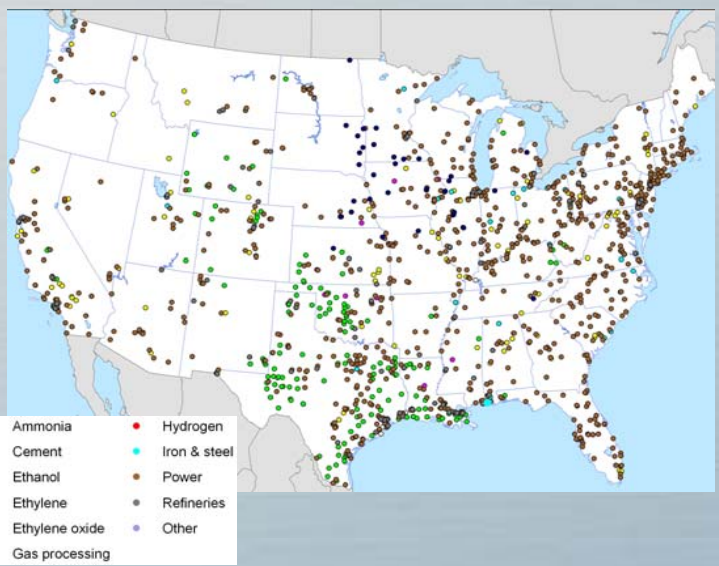 Ammonia
Hydrogen
Cement
Iron & steel
Ethanol
Power
Ethylene
Refineries
Ethylene oxide
Other
Gas processing